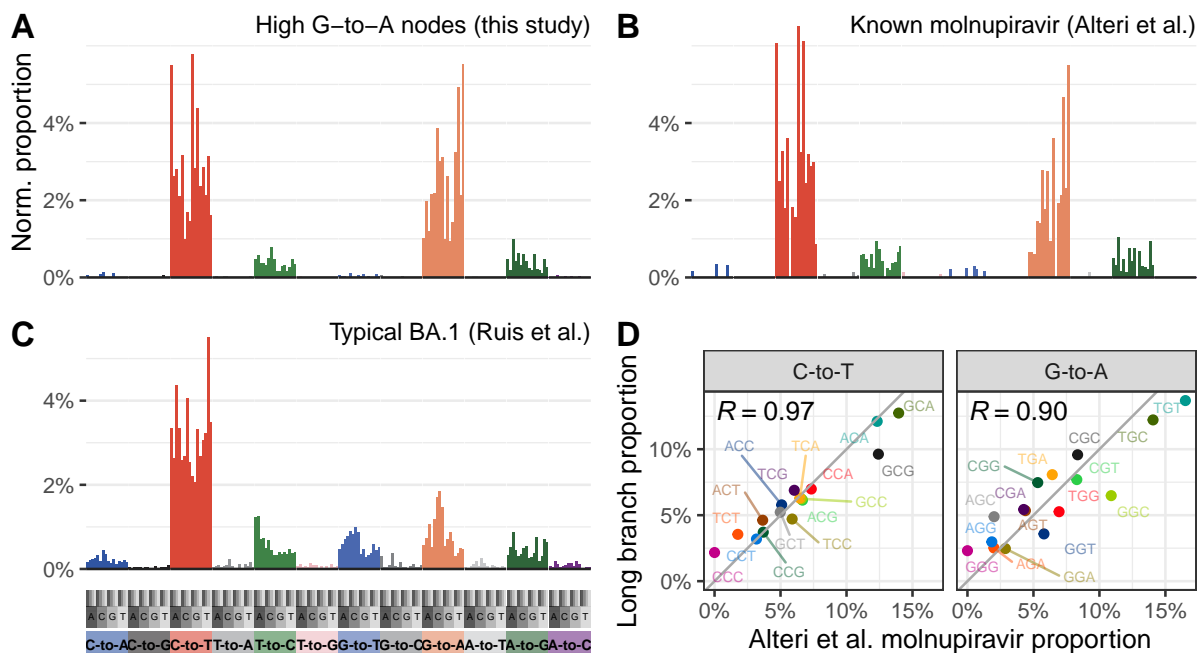 A
High G−to−A nodes (this study)
Norm. proportion
4%
2%
0%
B
Known molnupiravir (Alteri et al.)
4%
2%
0%
C
Typical BA.1 (Ruis et al.)
4%
2%
0%
A C G T A C G T A C G T A C G T A C G T A C G T A C G T A C G T A C G T A C G T A C G T A C G T
C-to-A C-to-G C-to-T T-to-A T-to-C T-to-G G-to-T G-to-C G-to-A A-to-T A-to-G A-to-C
D
Long branch proportion
10%
5%
0%
C-to-T
R = 0.97
GCA
ACA
ACC
TCA
GCG
TCG
CCA
ACT
GCC
TCT
ACG
GCT
TCC
CCT
CCG
CCC
0% 5% 10% 15%
G-to-A
R = 0.90
TGT
TGC
CGC
TGA
CGG
CGT
CGA
AGC
TGG
GGC
AGG
AGT
GGT
GGG
AGA
GGA
0% 5% 10% 15%
Alteri et al. molnupiravir proportion